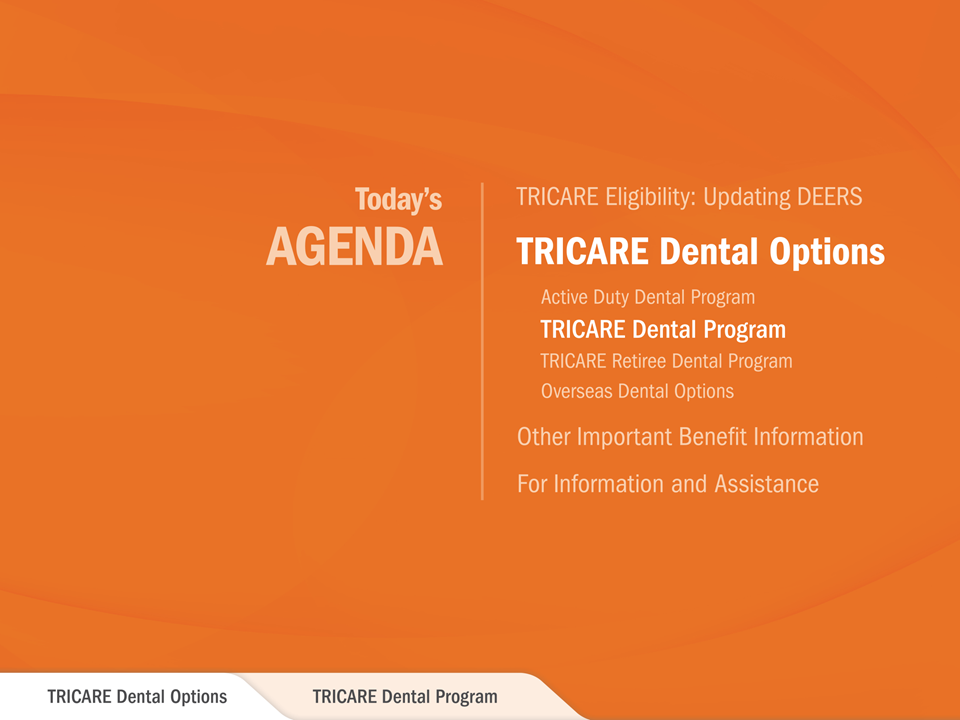 Today's
AGENDA
TRICARE Eligibility: Updating DEERS
TRICARE Dental Options
Active Duty Dental Program
TRICARE Dental Program
TRICARE Retiree Dental Program
Overseas Dental Options
Other Important Benefit Information
For Information and Assistance
TRICARE Dental Options
TRICARE Dental Program